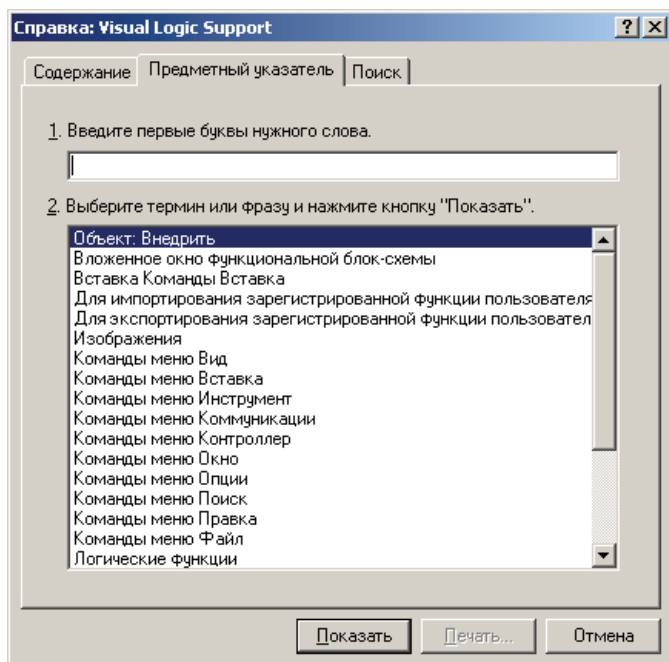 Справка: Visual Logic Support
Содержание Предметный указатель Поиск
1. Введите первые буквы нужного слова.
2. Выберите термин или фразу и нажмите кнопку "Показать".
Объект: Внедрить
Вложенное окно функциональной блок-схемы
Вставка Команды Вставка
Для импортирования зарегистрированной функции пользователя
Для экспортирования зарегистрированной функции пользовател
Изображения
Команды меню Вид
Команды меню Вставка
Команды меню Инструмент
Команды меню Коммуникации
Команды меню Контроллер
Команды меню Окно
Команды меню Опции
Команды меню Поиск
Команды меню Правка
Команды меню Файл
Логические функции
Показать Печать... Отмена